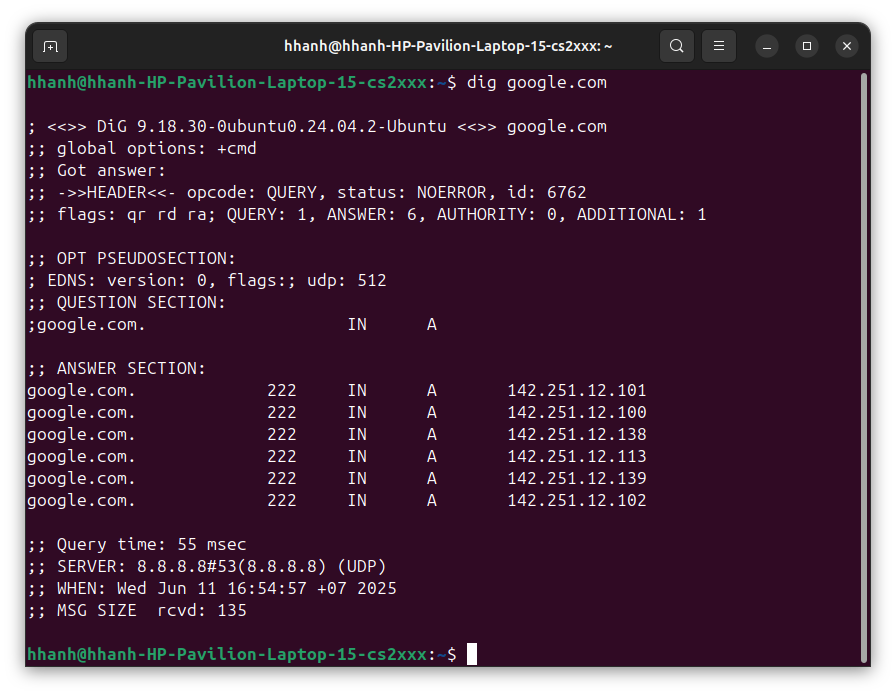 hhanh@hhanh-HP-Pavilion-Laptop-15-cs2xxx: ~
hhanh@hhanh-HP-Pavilion-Laptop-15-cs2xxx:~$ dig google.com
; <<>> DiG 9.18.30-0ubuntu0.24.04.2-Ubuntu <<>> google.com
;; global options: +cmd
;; Got answer:
;; ->>HEADER<<- opcode: QUERY, status: NOERROR, id: 6762
;; flags: qr rd ra; QUERY: 1, ANSWER: 6, AUTHORITY: 0, ADDITIONAL: 1
;; OPT PSEUDOSECTION:
; EDNS: version: 0, flags:; udp: 512
;; QUESTION SECTION:
;google.com. IN A
;; ANSWER SECTION:
google.com. 222 IN A 142.251.12.101
google.com. 222 IN A 142.251.12.100
google.com. 222 IN A 142.251.12.138
google.com. 222 IN A 142.251.12.113
google.com. 222 IN A 142.251.12.139
google.com. 222 IN A 142.251.12.102
;; Query time: 55 msec
;; SERVER: 8.8.8.8#53(8.8.8.8) (UDP)
;; WHEN: Wed Jun 11 16:54:57 +07 2025
;; MSG SIZE  rcvd: 135
hhanh@hhanh-HP-Pavilion-Laptop-15-cs2xxx:~$